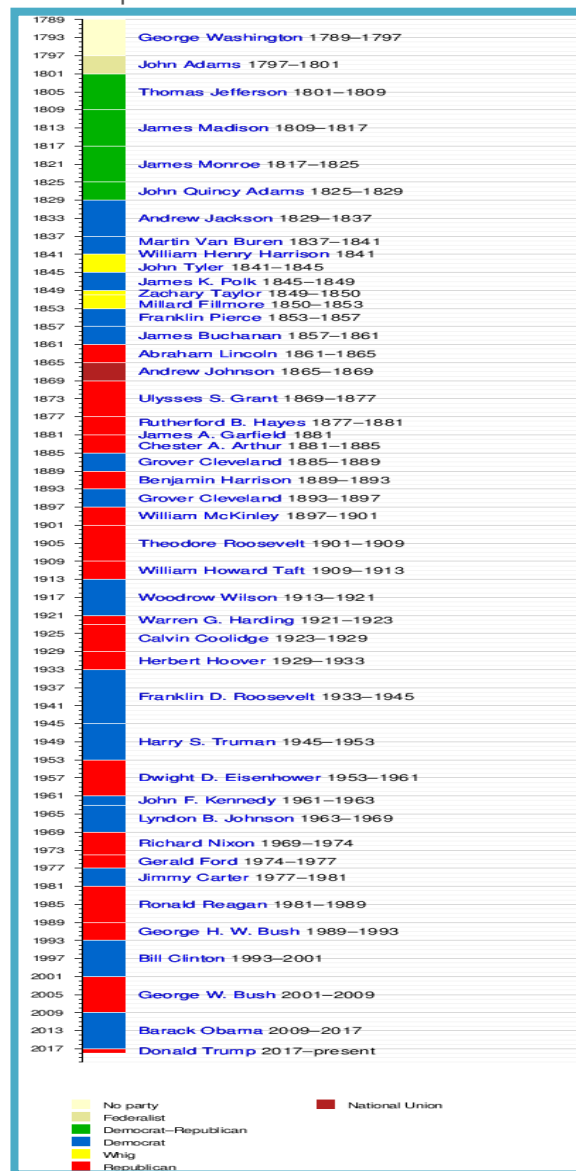 1789
1793 George Washington 1789–1797
1797
John Adams 1797–1801
1801
1805 Thomas Jefferson 1801–1809
1809
1813 James Madison 1809–1817
1817
1821 James Monroe 1817–1825
1825
John Quincy Adams 1825–1829
1829
1833 Andrew Jackson 1829–1837
1837
Martin Van Buren 1837–1841
1841 William Henry Harrison 1841
John Tyler 1841–1845
1845
James K. Polk 1845–1849
1849 Zachary Taylor 1849–1850
Millard Fillmore 1850–1853
1853
Franklin Pierce 1853–1857
1857
James Buchanan 1857–1861
1861
Abraham Lincoln 1861–1865
1865
Andrew Johnson 1865–1869
1869
1873 Ulysses S. Grant 1869–1877
1877
Rutherford B. Hayes 1877–1881
1881 James A. Garfield 1881
Chester A. Arthur 1881–1885
1885
Grover Cleveland 1885–1889
1889
Benjamin Harrison 1889–1893
1893
Grover Cleveland 1893–1897
1897
William McKinley 1897–1901
1901
1905 Theodore Roosevelt 1901–1909
1909
William Howard Taft 1909–1913
1913
1917 Woodrow Wilson 1913–1921
1921
Warren G. Harding 1921–1923
1925 Calvin Coolidge 1923–1929
1929
Herbert Hoover 1929–1933
1933
1937 Franklin D. Roosevelt 1933–1945
1941
1945
1949 Harry S. Truman 1945–1953
1953
1957 Dwight D. Eisenhower 1953–1961
1961 John F. Kennedy 1961–1963
1965 Lyndon B. Johnson 1963–1969
1969
Richard Nixon 1969–1974
1973
Gerald Ford 1974–1977
1977
Jimmy Carter 1977–1981
1981
1985 Ronald Reagan 1981–1989
1989
George H. W. Bush 1989–1993
1993
1997 Bill Clinton 1993–2001
2001
2005 George W. Bush 2001–2009
2009
2013 Barack Obama 2009–2017
2017 Donald Trump 2017–present
No party
National Union
Federalist
Democrat–Republican
Democrat
Whig
Republican